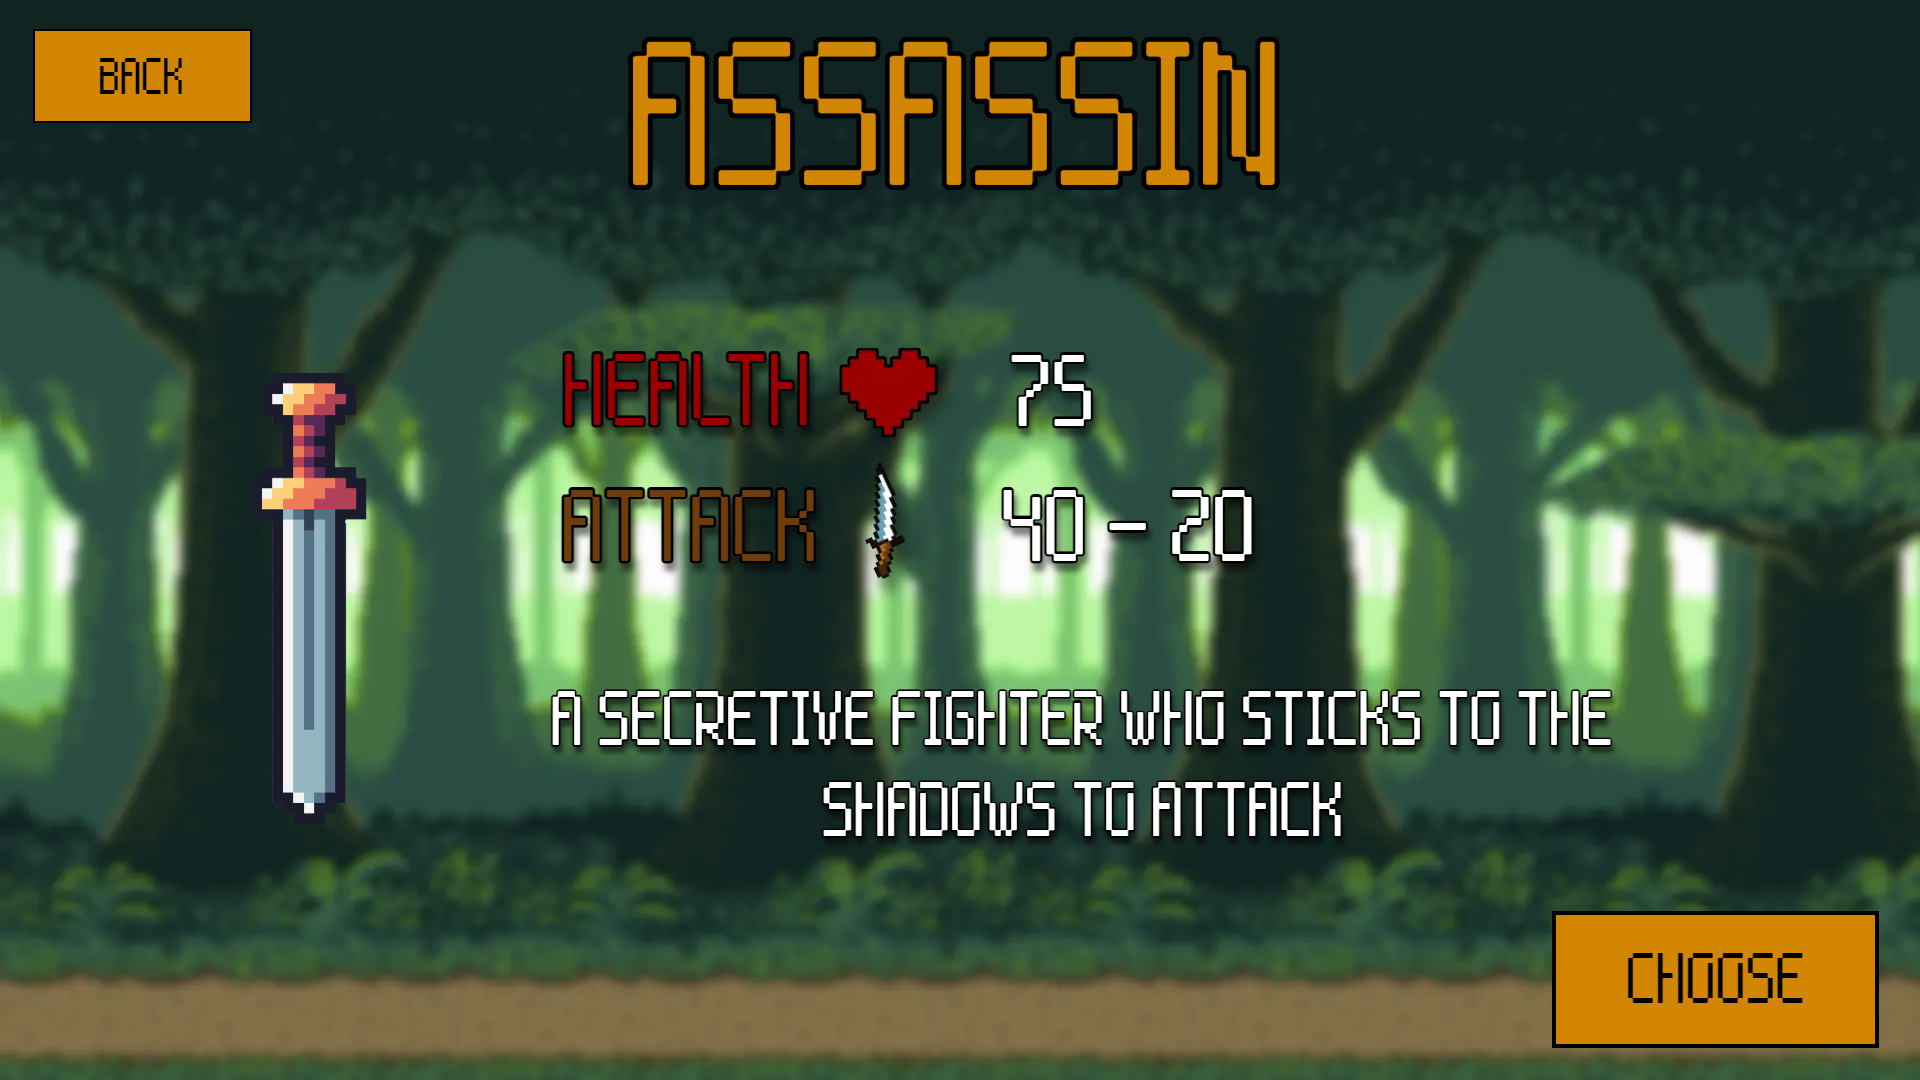 BACK
ASSASSIN
HEALTH 75
ATTACK 40 - 20
A SECRETIVE FIGHTER WHO STICKS TO THE
SHADOWS TO ATTACK
CHOOSE